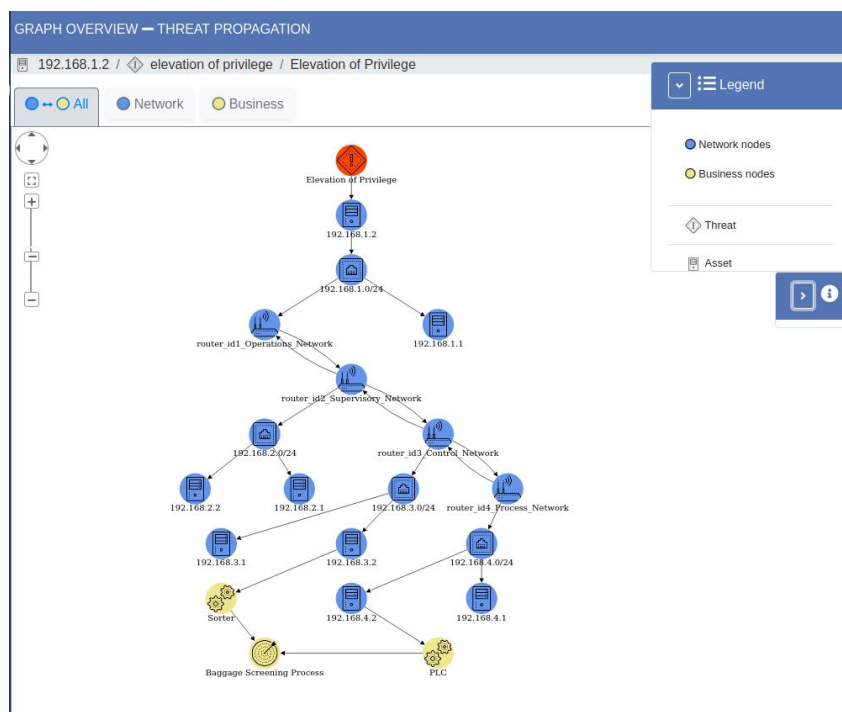 GRAPH OVERVIEW — THREAT PROPAGATION
192.168.1.2 / elevation of privilege / Elevation of Privilege
All
Network
Business
Legend
Network nodes
Business nodes
Threat
Asset
Elevation of Privilege
192.168.1.2
192.168.1.0/24
router_id1_Operations_Network
192.168.1.1
router_id2_Supervisory_Network
192.168.2.0/24
router_id3_Control_Network
192.168.2.2
192.168.2.1
192.168.3.0/24
router_id4_Process_Network
192.168.3.1
192.168.3.2
192.168.4.0/24
Sorter
192.168.4.2
192.168.4.1
Baggage Screening Process
PLC